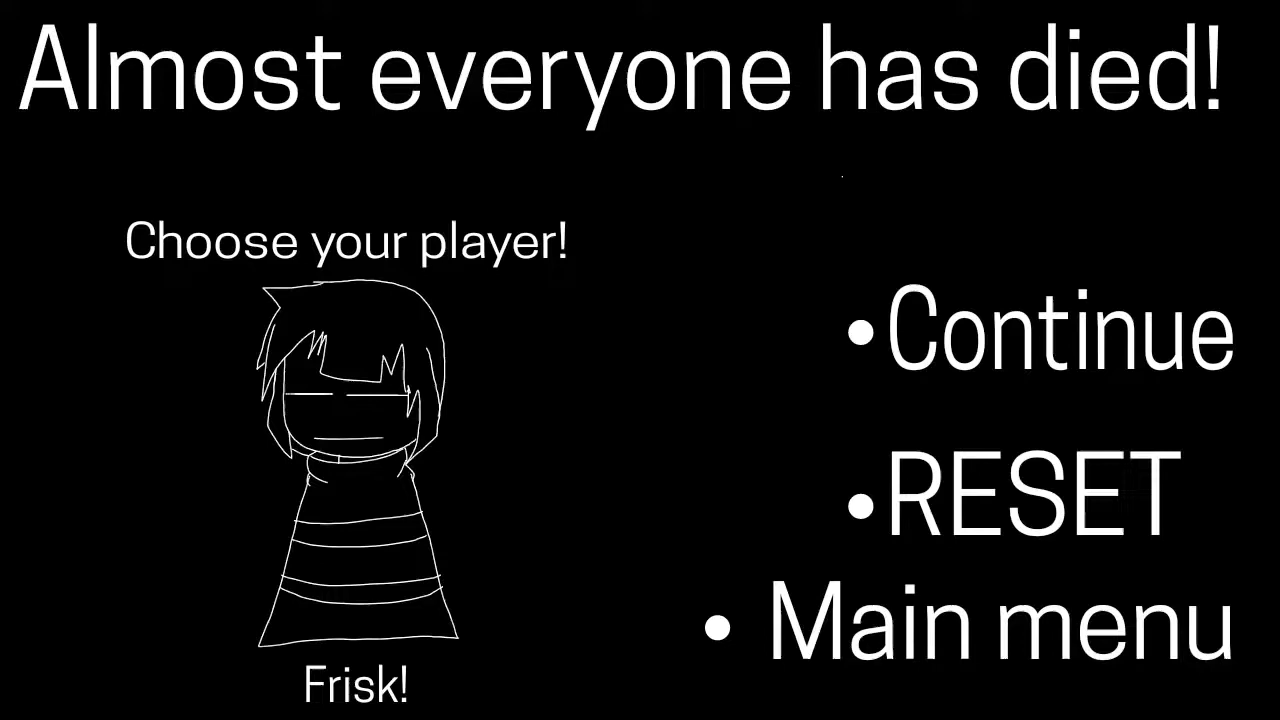 Almost everyone has died!
Choose your player!
•Continue
•RESET
• Main menu
Frisk!